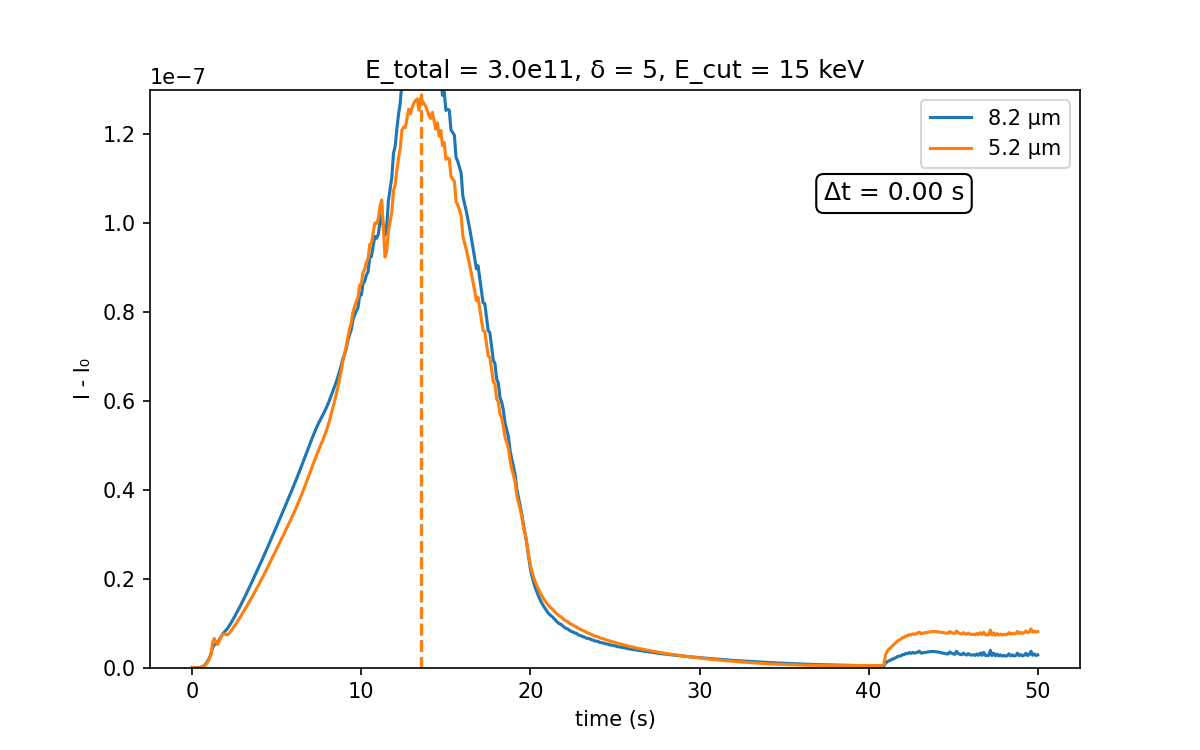 E_total = 3.0e11, δ = 5, E_cut = 15 keV
1e−7
8.2 μm
5.2 μm
Δt = 0.00 s
1.2
1.0
0.8
0.6
0.4
0.2
0.0
I - I₀
0 10 20 30 40 50
time (s)